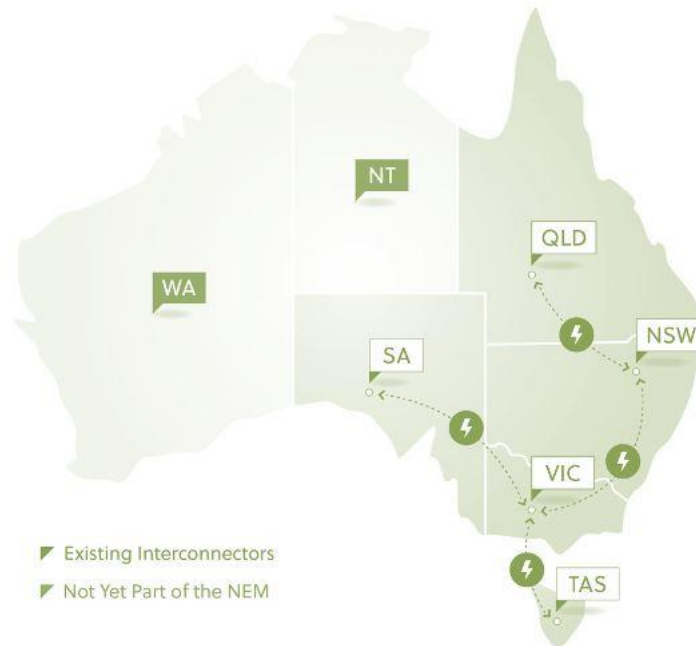 NT
QLD
WA
NSW
SA
VIC
Existing Interconnectors
Not Yet Part of the NEM
TAS